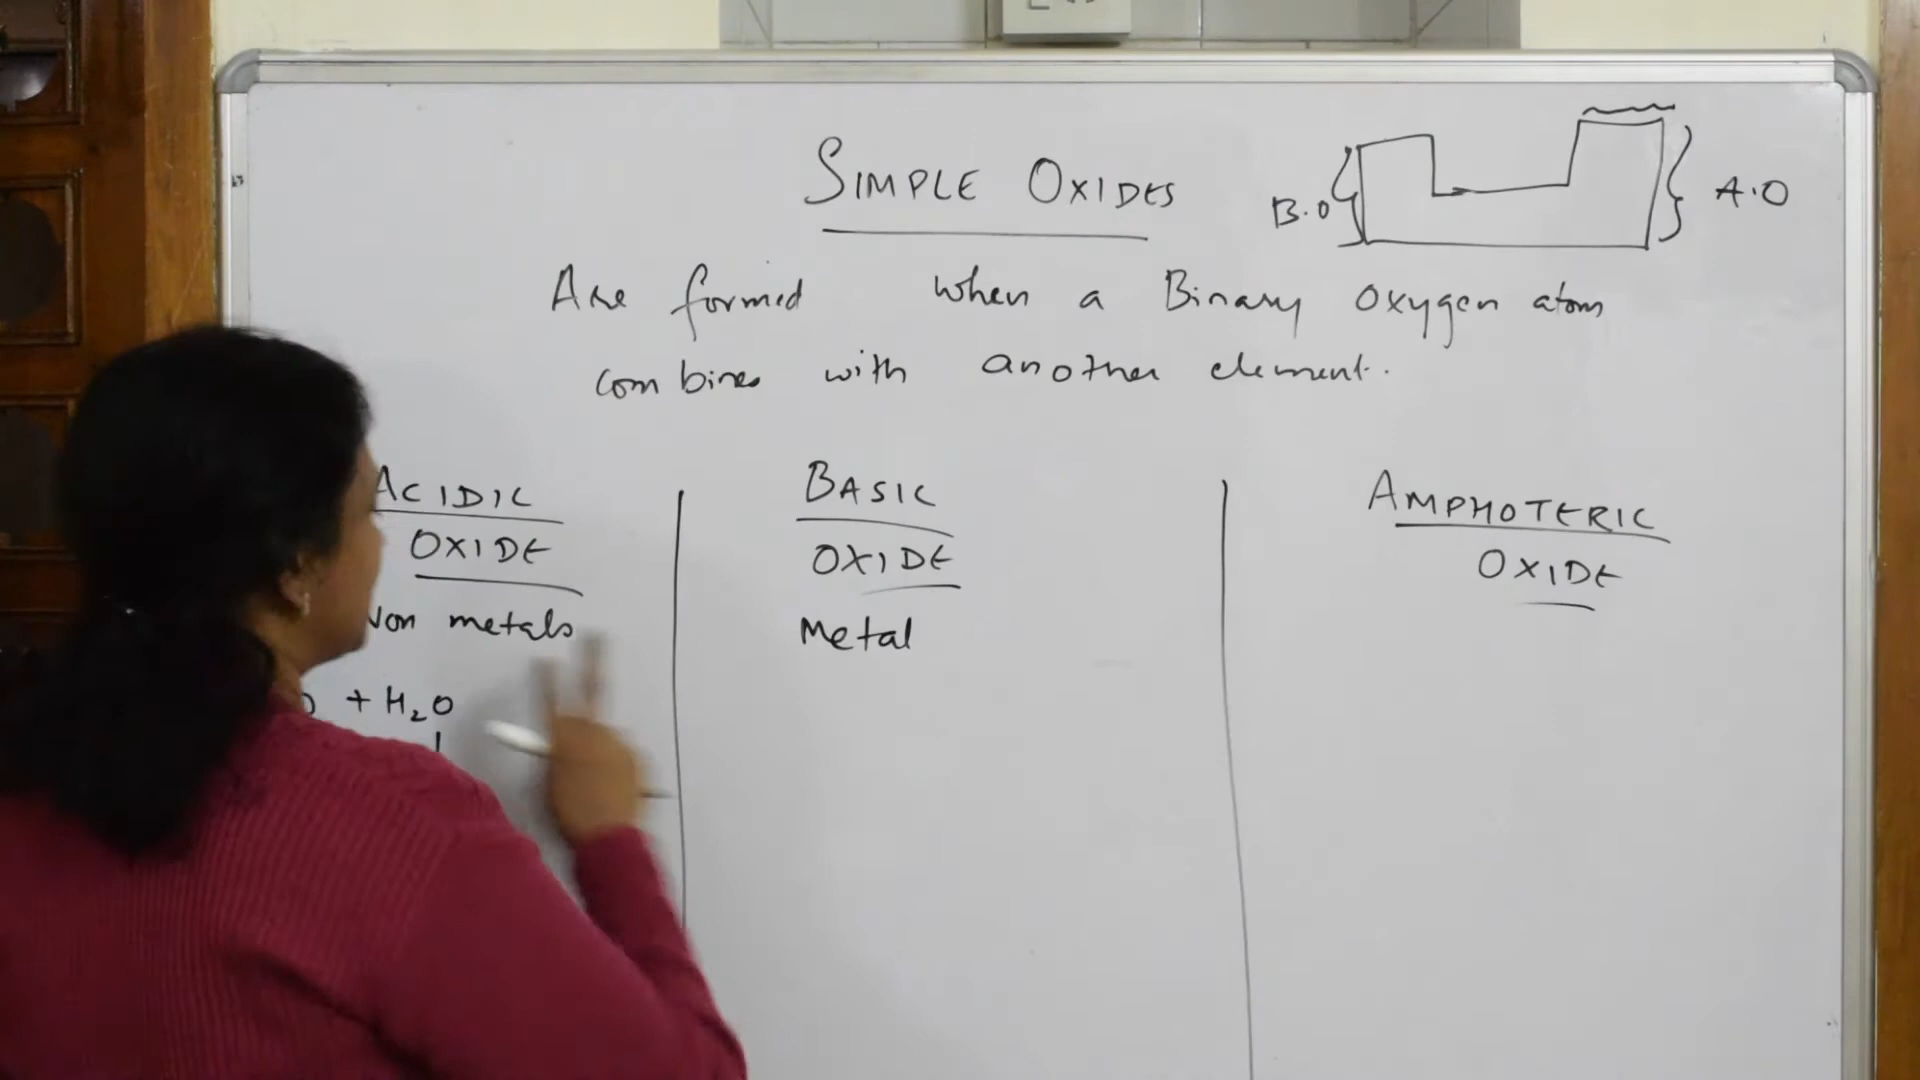 SIMPLE OXIDES
B.O
A.O
Are formed when a Binary oxygen atom
combines with another element.
ACIDIC
OXIDE
Non metals
+ H₂O
BASIC
OXIDE
Metal
AMPHOTERIC
OXIDE